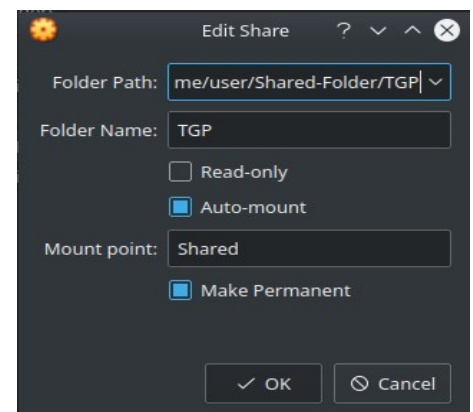 Edit Share ?
Folder Path: me/user/Shared-Folder/TGP
Folder Name: TGP
Read-only
Auto-mount
Mount point: Shared
Make Permanent
OK Cancel